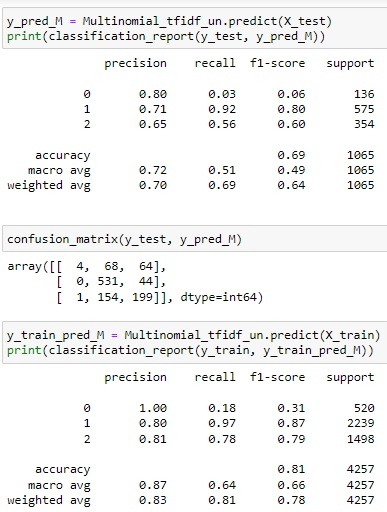 y_pred_M = Multinomial_tfidf_un.predict(X_test)
print(classification_report(y_test, y_pred_M))
precision recall f1-score support
0 0.80 0.03 0.06 136
1 0.71 0.92 0.80 575
2 0.65 0.56 0.60 354
accuracy 0.69 1065
macro avg 0.72 0.51 0.49 1065
weighted avg 0.70 0.69 0.64 1065
confusion_matrix(y_test, y_pred_M)
array([[ 4, 68, 64],
[ 0, 531, 44],
[ 1, 154, 199]], dtype=int64)
y_train_pred_M = Multinomial_tfidf_un.predict(X_train)
print(classification_report(y_train, y_train_pred_M))
precision recall f1-score support
0 1.00 0.18 0.31 520
1 0.80 0.97 0.87 2239
2 0.81 0.78 0.79 1498
accuracy 0.81 4257
macro avg 0.87 0.64 0.66 4257
weighted avg 0.83 0.81 0.78 4257